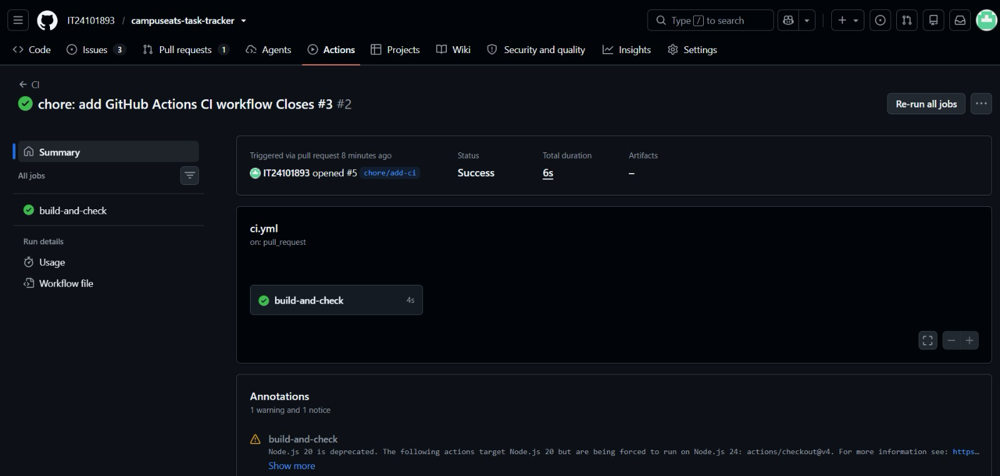 IT24101893 / campuseats-task-tracker
Type / to search
Code Issues 3 Pull requests 1 Agents Actions Projects Wiki Security and quality Insights Settings
CI
chore: add GitHub Actions CI workflow Closes #3 #2
Re-run all jobs
Summary
All jobs
build-and-check
Run details
Usage
Workflow file
Triggered via pull request 8 minutes ago
IT24101893 opened #5 chore/add-ci
Status
Success
Total duration
6s
Artifacts
–
ci.yml
on: pull_request
build-and-check 4s
Annotations
1 warning and 1 notice
build-and-check
Node.js 20 is deprecated. The following actions target Node.js 20 but are being forced to run on Node.js 24: actions/checkout@v4. For more information see: https…
Show more